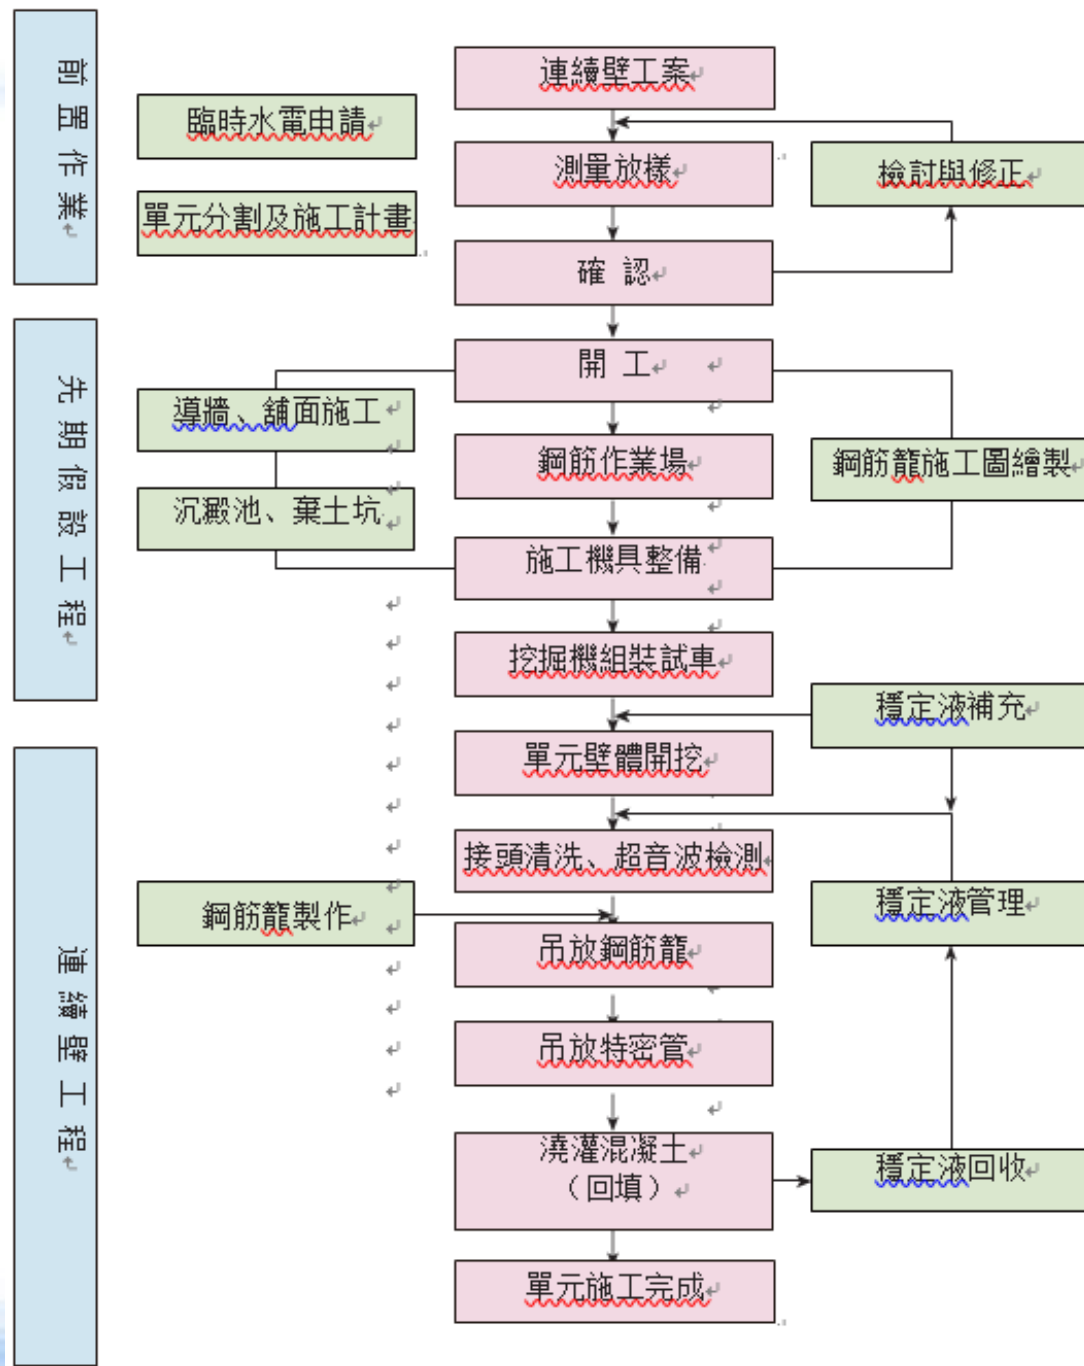 前置作業
連續壁工案
臨時水電申請
測量放樣
檢討與修正
單元分割及施工計畫
確 認
先期假設工程
開 工
導牆、舖面施工
鋼筋作業場
鋼筋籠施工圖繪製
沉澱池、棄土坑
施工機具整備
挖掘機組裝試車
穩定液補充
連續壁工程
單元壁體開挖
接頭清洗、超音波檢測
鋼筋籠製作
穩定液管理
吊放鋼筋籠
吊放特密管
澆灌混凝土
（回填）
穩定液回收
單元施工完成